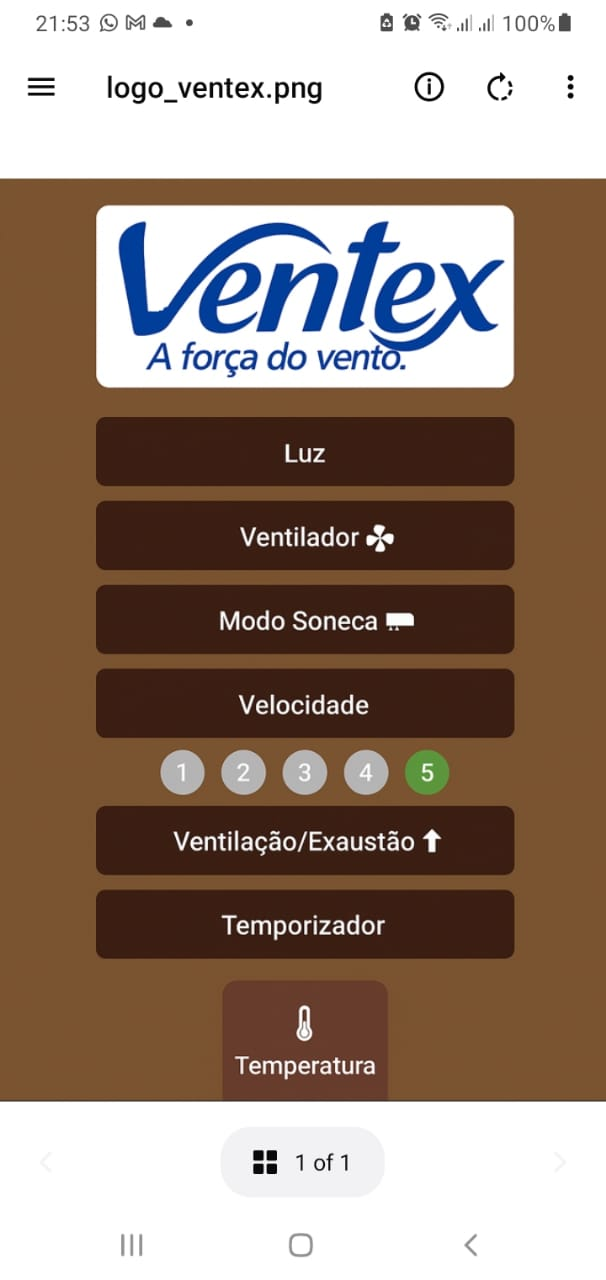 21:53
100%
logo_ventex.png
Ventex
A força do vento.
Luz
Ventilador
Modo Soneca
Velocidade
1 2 3 4 5
Ventilação/Exaustão
Temporizador
Temperatura
1 of 1